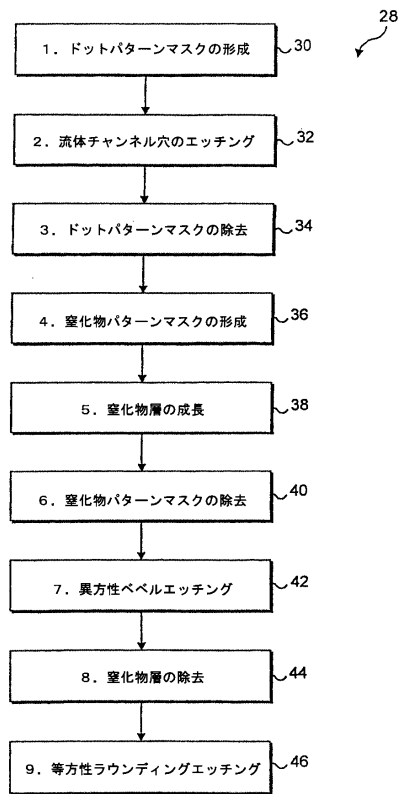 28
1. ドットパターンマスクの形成 30
2. 流体チャンネル穴のエッチング 32
3. ドットパターンマスクの除去 34
4. 窒化物パターンマスクの形成 36
5. 窒化物層の成長 38
6. 窒化物パターンマスクの除去 40
7. 異方性ベベルエッチング 42
8. 窒化物層の除去 44
9. 等方性ラウンディングエッチング 46